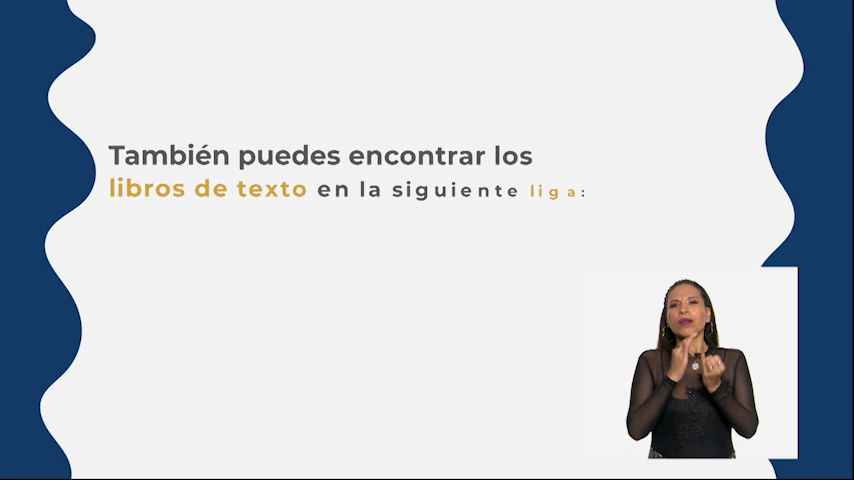 También puedes encontrar los
libros de texto en la siguiente liga: